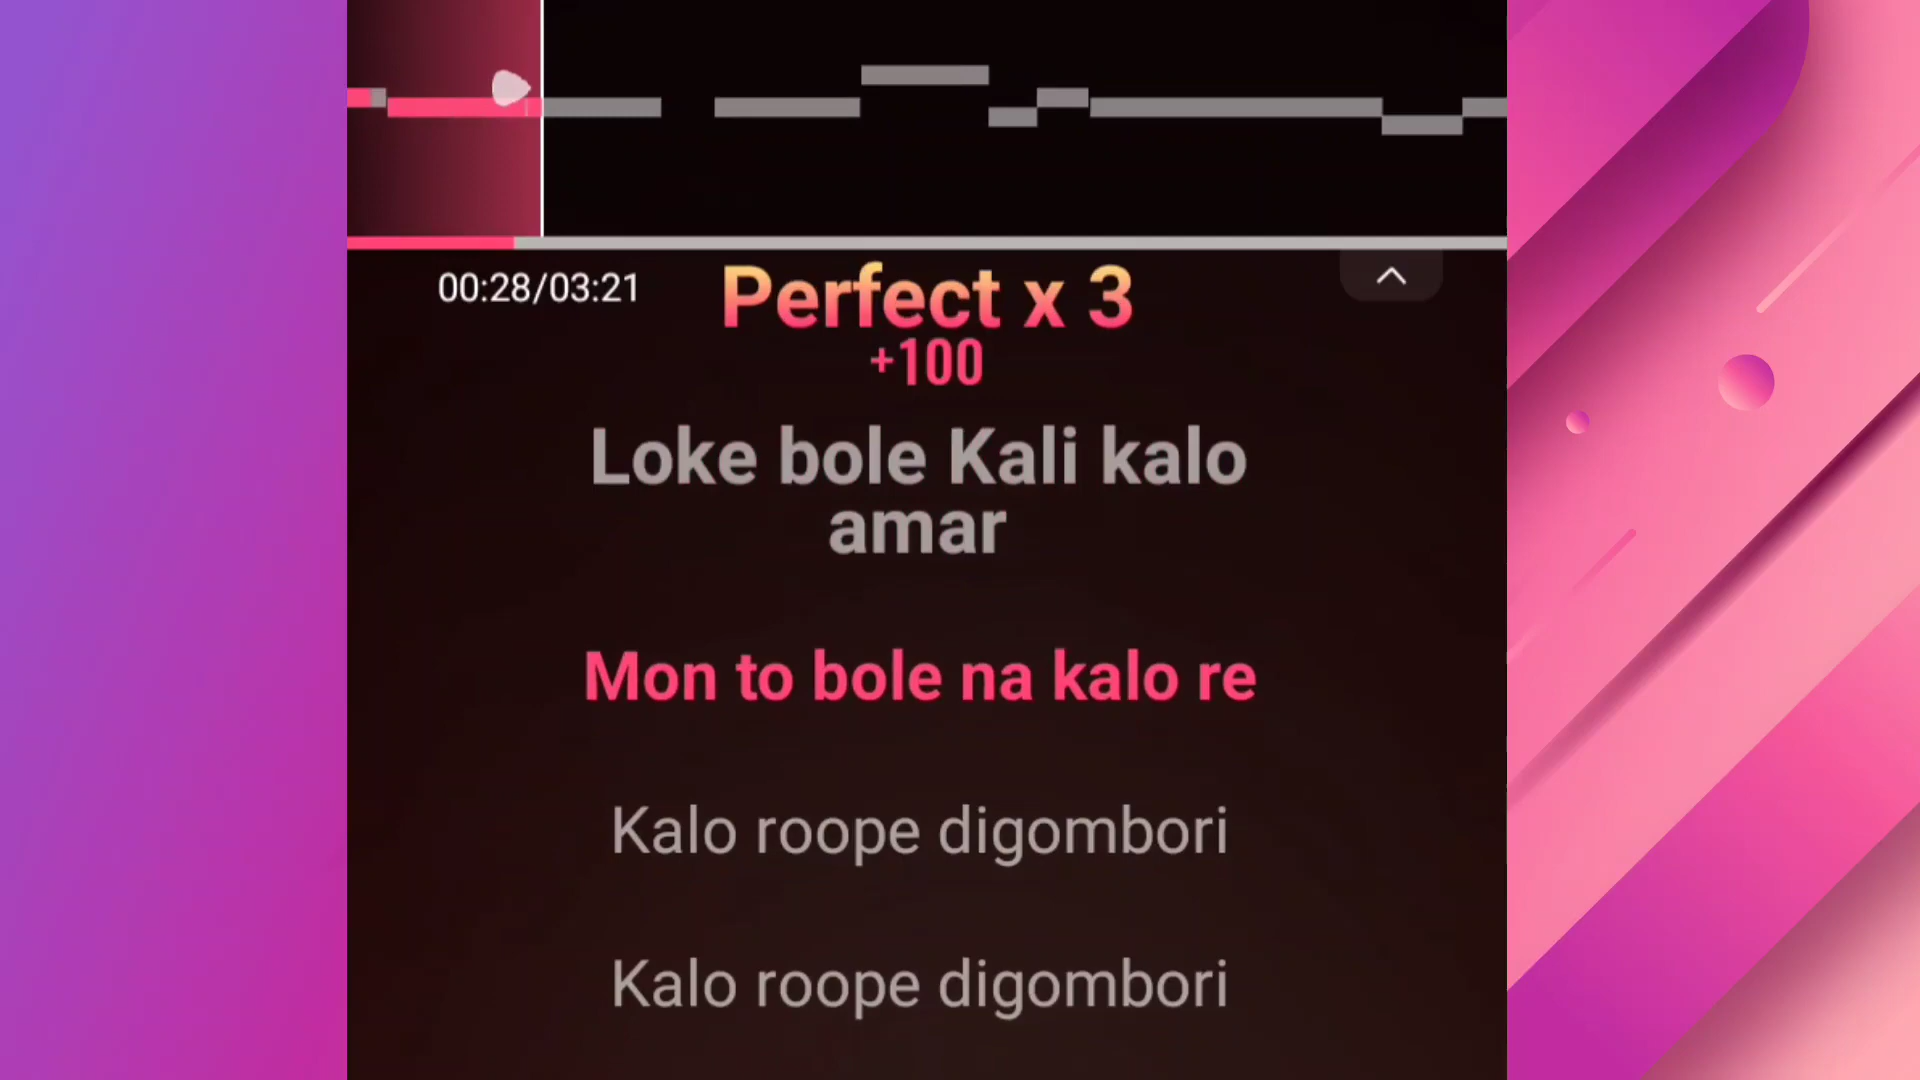 00:28/03:21
Perfect x 3
+100
Loke bole Kali kalo
amar
Mon to bole na kalo re
Kalo roope digombori
Kalo roope digombori